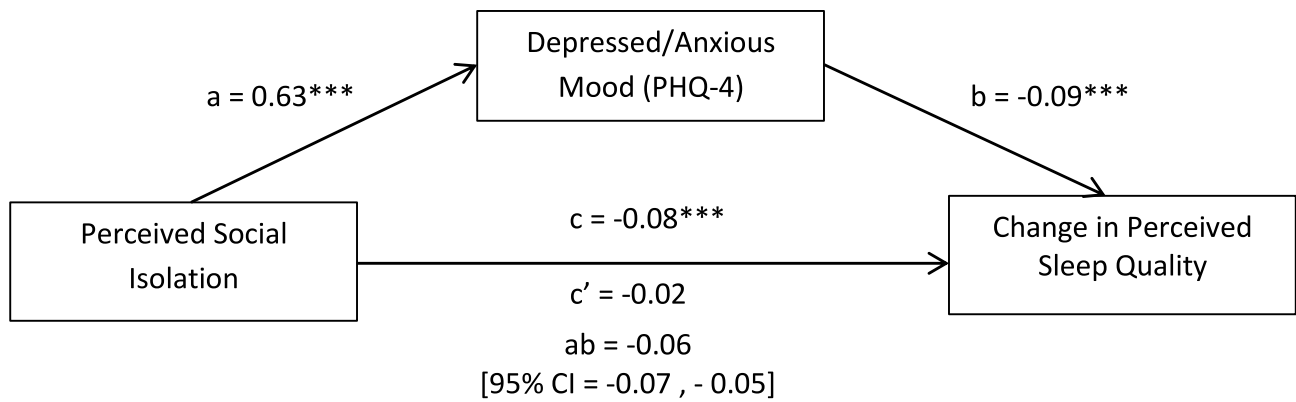 Depressed/Anxious
Mood (PHQ-4)
a = 0.63***
b = -0.09***
Perceived Social
Isolation
c = -0.08***
c’ = -0.02
ab = -0.06
[95% CI = -0.07 , - 0.05]
Change in Perceived
Sleep Quality